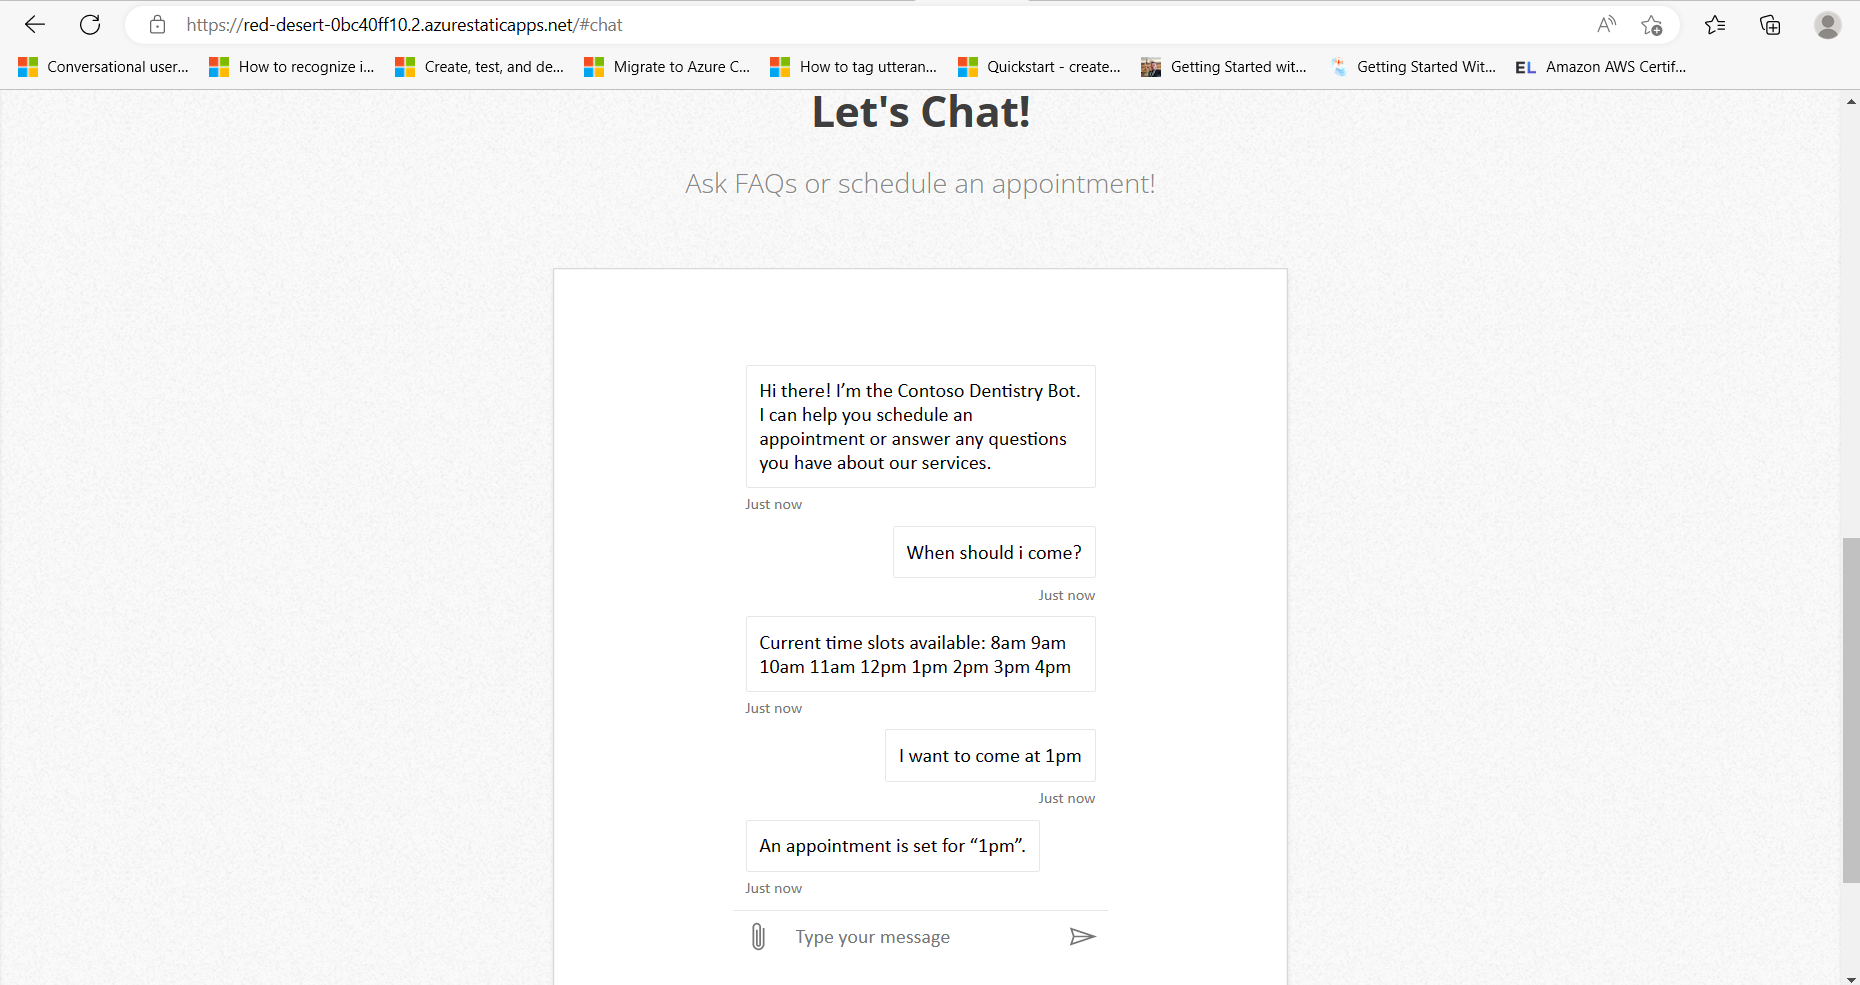 https://red-desert-0bc40ff10.2.azurestaticapps.net/#chat
Conversational user... How to recognize i... Create, test, and de... Migrate to Azure C... How to tag utteran... Quickstart - create... Getting Started wit... Getting Started Wit... EL Amazon AWS Certif...
Let's Chat!
Ask FAQs or schedule an appointment!
Hi there! I’m the Contoso Dentistry Bot.
I can help you schedule an
appointment or answer any questions
you have about our services.
Just now
When should i come?
Just now
Current time slots available: 8am 9am
10am 11am 12pm 1pm 2pm 3pm 4pm
Just now
I want to come at 1pm
Just now
An appointment is set for “1pm”.
Just now
Type your message